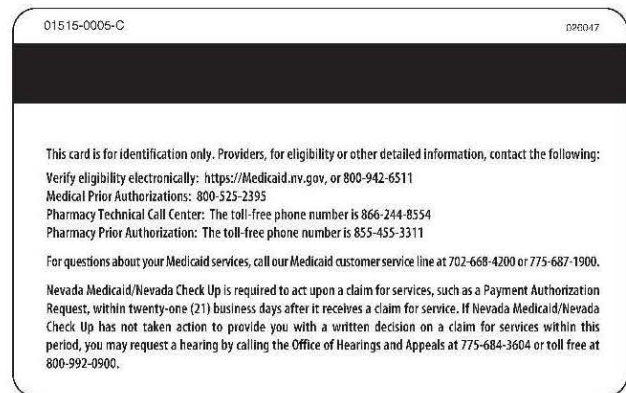 01515-0005-C 026047
This card is for identification only. Providers, for eligibility or other detailed information, contact the following:
Verify eligibility electronically: https://Medicaid.nv.gov, or 800-942-6511
Medical Prior Authorizations: 800-525-2395
Pharmacy Technical Call Center: The toll-free phone number is 866-244-8554
Pharmacy Prior Authorization: The toll-free phone number is 855-455-3311
For questions about your Medicaid services, call our Medicaid customer service line at 702-668-4200 or 775-687-1900.
Nevada Medicaid/Nevada Check Up is required to act upon a claim for services, such as a Payment Authorization
Request, within twenty-one (21) business days after it receives a claim for service. If Nevada Medicaid/Nevada
Check Up has not taken action to provide you with a written decision on a claim for services within this
period, you may request a hearing by calling the Office of Hearings and Appeals at 775-684-3604 or toll free at
800-992-0900.